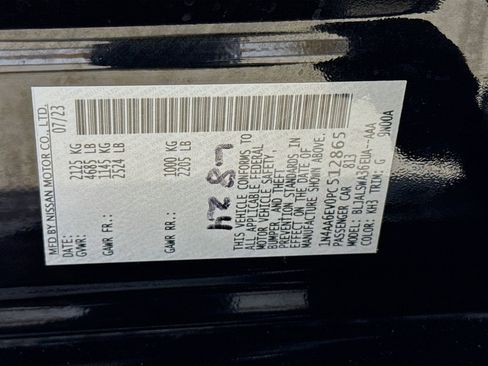 MFD BY NISSAN MOTOR CO., LTD.
07/23
GVWR: 2125 KG
4685 LB
GAWR FR.: 1145 KG
2524 LB
GAWR RR.: 1000 KG
2205 LB
THIS VEHICLE CONFORMS TO
ALL APPLICABLE FEDERAL
MOTOR VEHICLE SAFETY,
BUMPER, AND THEFT
PREVENTION STANDARDS IN
EFFECT ON THE DATE OF
MANUFACTURE SHOWN ABOVE.
1N4AA6EV0PC512865
PASSENGER CAR 813
MODEL: BLJALSWA36EUA--AAA
COLOR: KH3 TRIM: G 9W00A